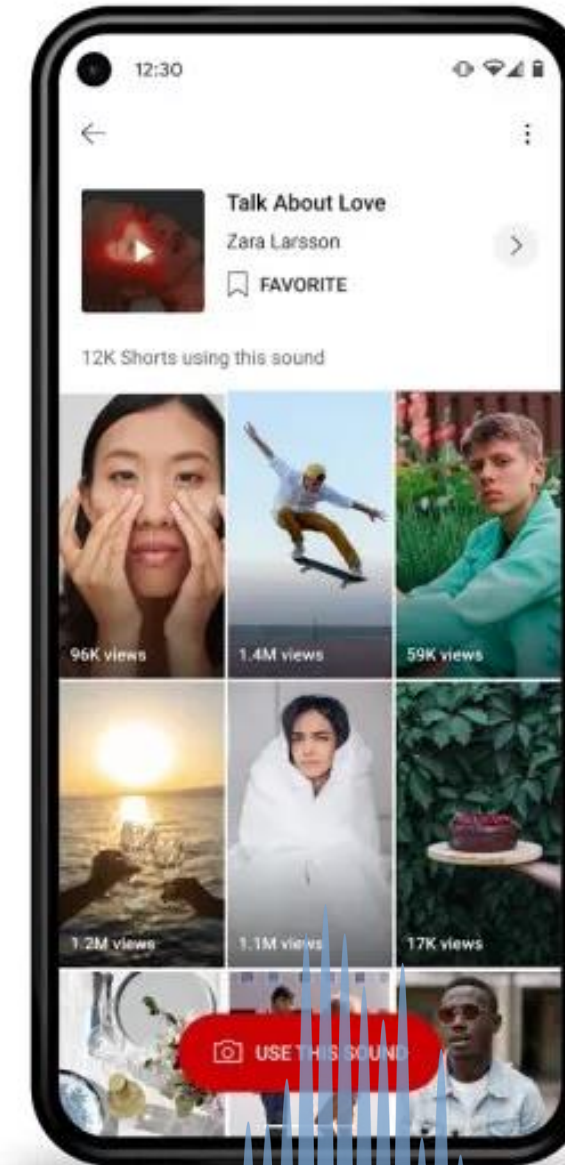 12:30
Talk About Love
Zara Larsson
FAVORITE
12K Shorts using this sound
96K views
1.4M views
59K views
1.2M views
1.1M views
17K views
USE THIS SOUND